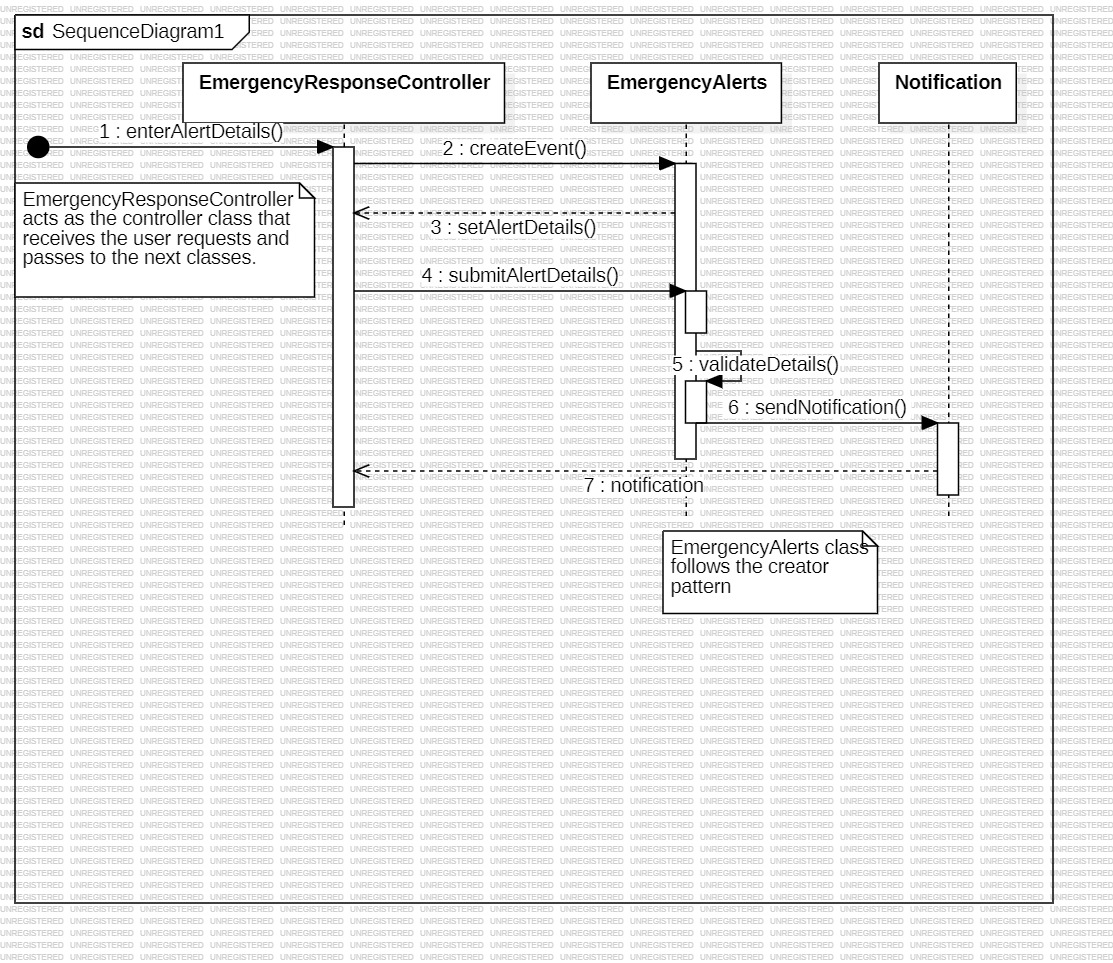 sd SequenceDiagram1
EmergencyResponseController
EmergencyAlerts
Notification
1 : enterAlertDetails()
2 : createEvent()
EmergencyResponseController
acts as the controller class that
receives the user requests and
passes to the next classes.
3 : setAlertDetails()
4 : submitAlertDetails()
5 : validateDetails()
6 : sendNotification()
7 : notification
EmergencyAlerts class
follows the creator
pattern
UNREGISTERED